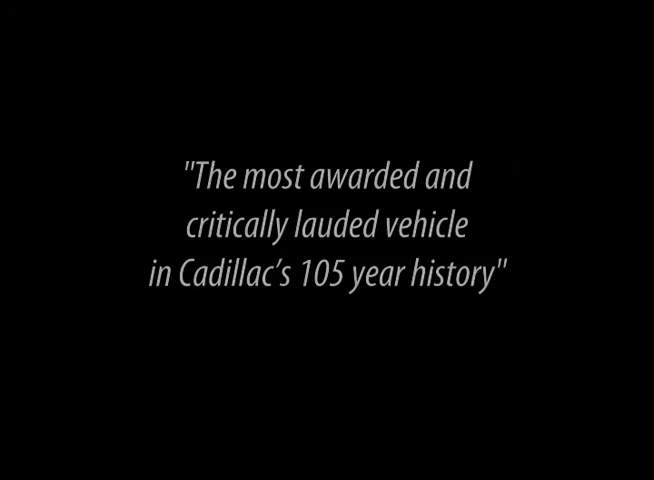 "The most awarded and
critically lauded vehicle
in Cadillac’s 105 year history"